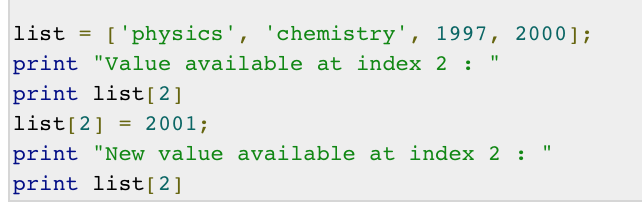 list = ['physics', 'chemistry', 1997, 2000];
print "Value available at index 2 : "
print list[2]
list[2] = 2001;
print "New value available at index 2 : "
print list[2]